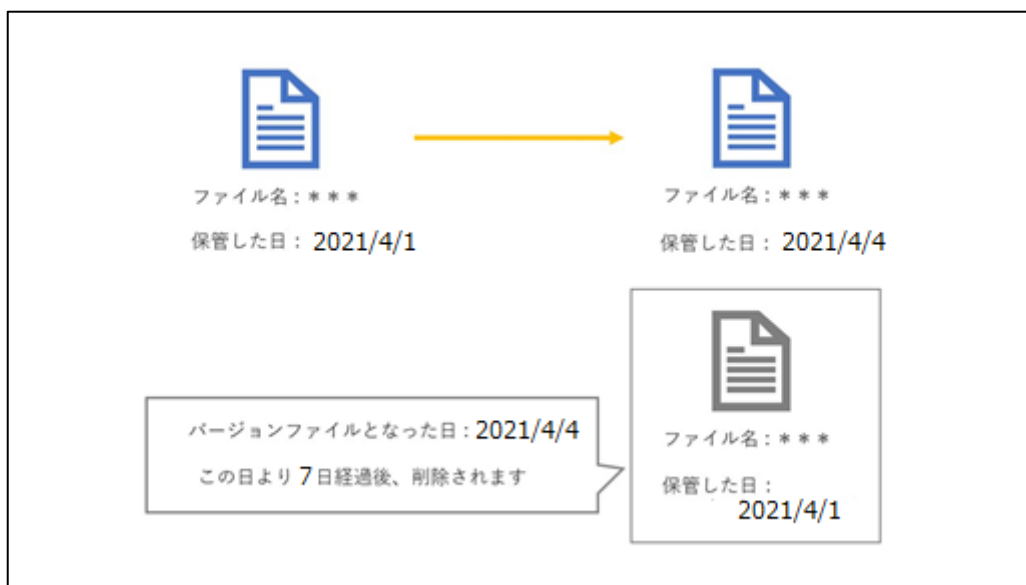 ファイル名：＊＊＊
保管した日： 2021/4/1
ファイル名：＊＊＊
保管した日： 2021/4/4
バージョンファイルとなった日：2021/4/4
この日より 7日経過後、削除されます
ファイル名：＊＊＊
保管した日：
2021/4/1